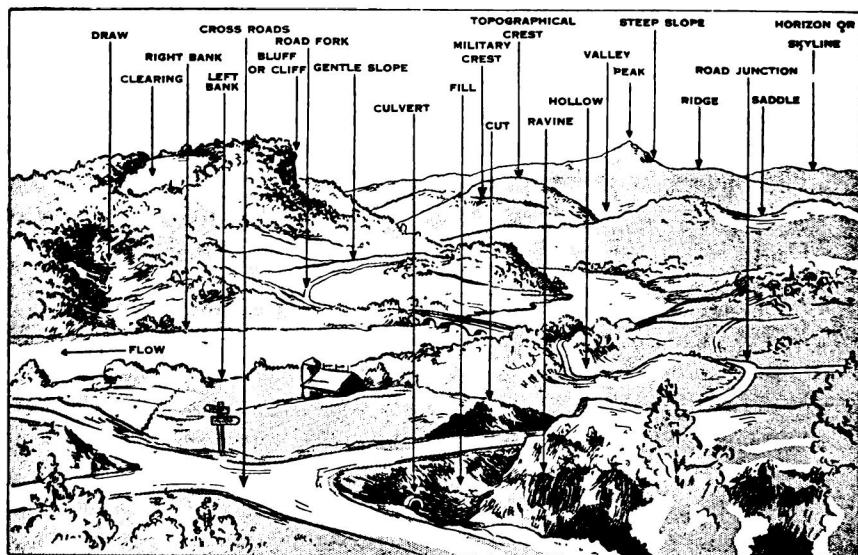 DRAW
CLEARING
RIGHT BANK
LEFT
BANK
CROSS ROADS
BLUFF
OR CLIFF
ROAD FORK
GENTLE SLOPE
CULVERT
FILL
MILITARY
CREST
TOPOGRAPHICAL
CREST
CUT
RAVINE
HOLLOW
VALLEY
PEAK
STEEP SLOPE
RIDGE
ROAD JUNCTION
SADDLE
HORIZON OR
SKYLINE
FLOW